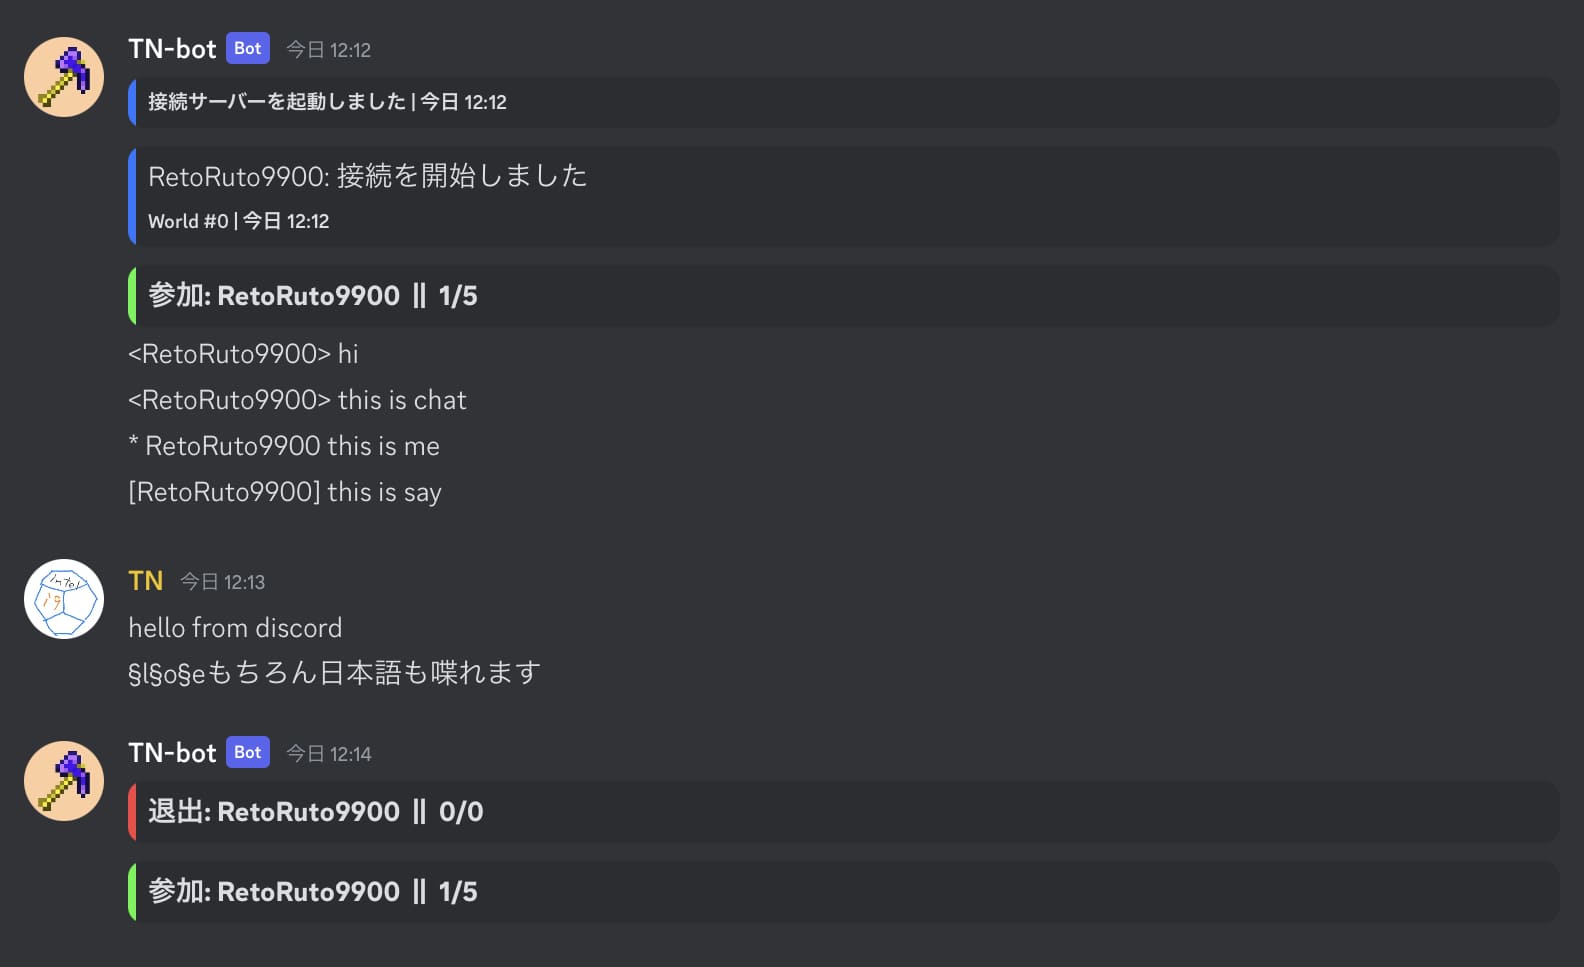 TN-bot Bot 今日 12:12
接続サーバーを起動しました | 今日 12:12
RetoRuto9900: 接続を開始しました
World #0 | 今日 12:12
参加: RetoRuto9900 || 1/5
<RetoRuto9900> hi
<RetoRuto9900> this is chat
* RetoRuto9900 this is me
[RetoRuto9900] this is say
intel
i9
TN 今日 12:13
hello from discord
§l§o§eもちろん日本語も喋れます
TN-bot Bot 今日 12:14
退出: RetoRuto9900 || 0/0
参加: RetoRuto9900 || 1/5